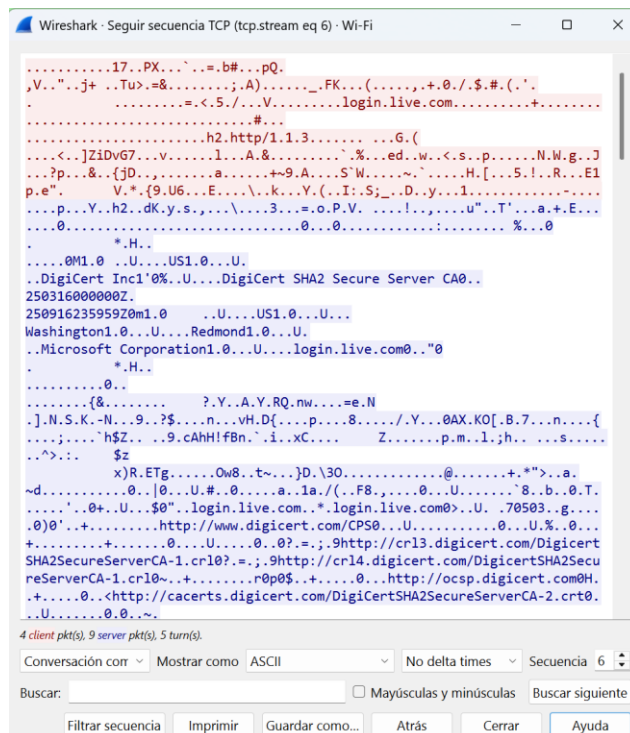 Wireshark · Seguir secuencia TCP (tcp.stream eq 6) · Wi-Fi
...........17..PX...`..=.b#...pQ.
,V.."..j+ ..Tu>.=&........;.A)......_.FK...(.....,.+.0./.$.#.(.'.
. .........=.<.5./...V.........login.live.com..........+........
.............................#..
.......................h2.http/1.1.3....... ...G.(
....<..]ZiDvG7...v......l...A.&.........`.%...ed..w..<.s..p......N.W.g..J
...?p...&..{jD..,......a......+~9.A....S`W....~.`.....H.[...5.!..R...E1
p.e". V.*.{9.U6...E....\..k...Y.(..I:.S;_..D..y...1............-....
....p...Y..h2..dK.y.s.,...\....3...=.o.P.V. ....!..,....u"..T'...a.+.E...
....0..........................0...0............:........ %...0
. *.H..
.....0M1.0 ..U....US1.0...U.
..DigiCert Inc1'0%..U....DigiCert SHA2 Secure Server CA0..
250316000000Z.
250916235959Z0m1.0 ..U....US1.0...U...
Washington1.0...U....Redmond1.0...U.
..Microsoft Corporation1.0...U....login.live.com0.."0
. *.H..
..........0..
........{&........ ?.Y..A.Y.RQ.nw....=e.N
.].N.S.K.-N...9..?$....n...vH.D{....p....8...../.Y...0AX.KO[.B.7...n....{
....;....`h$Z.. ..9.cAhH!fBn.`.i..xC.... Z.......p.m..l.;h.. ...s.....
..^>.:. $z
x)R.ETg......Ow8..t~...}D.\3O.............@.......+.*">..a.
~d...........0..|0...U.#..0.....a..1a./(..F8.,....0...U.......`8..b..0.T.
.....'..0+..U...$0"..login.live.com..*.login.live.com0>..U. .70503..g....
.0)0'..+.........http://www.digicert.com/CPS0...U...........0...U.%..0...
+.........+.........0....U.....0..0?.=.;.9http://crl3.digicert.com/Digicert
SHA2SecureServerCA-1.crl0?.=.;.9http://crl4.digicert.com/DigicertSHA2Secu
reServerCA-1.crl0~..+........r0p0$..+.....0...http://ocsp.digicert.com0H.
.+.....0..<http://cacerts.digicert.com/DigiCertSHA2SecureServerCA-2.crt0.
..U.......0.0..~.
4 client pkt(s), 9 server pkt(s), 5 turn(s).
Conversación com Mostrar como ASCII No delta times Secuencia 6
Buscar: Mayúsculas y minúsculas Buscar siguiente
Filtrar secuencia Imprimir Guardar como... Atrás Cerrar Ayuda